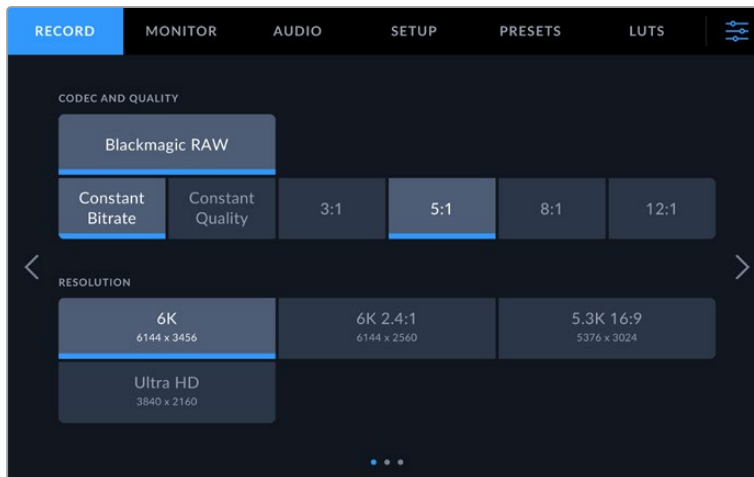 RECORD MONITOR AUDIO SETUP PRESETS LUTS
CODEC AND QUALITY
Blackmagic RAW
Constant Bitrate
Constant Quality
3:1
5:1
8:1
12:1
RESOLUTION
6K
6144 x 3456
6K 2.4:1
6144 x 2560
5.3K 16:9
5376 x 3024
Ultra HD
3840 x 2160